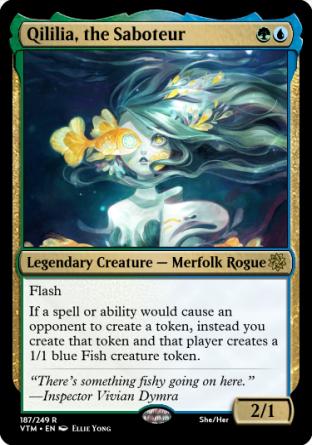 Qililia, the Saboteur
Legendary Creature — Merfolk Rogue
Flash
If a spell or ability would cause an
opponent to create a token, instead you
create that token and that player creates a
1/1 blue Fish creature token.
“There’s something fishy going on here.”
—Inspector Vivian Dymra
2/1
187/249 R
She/Her
VTM • EN Ellie Yong